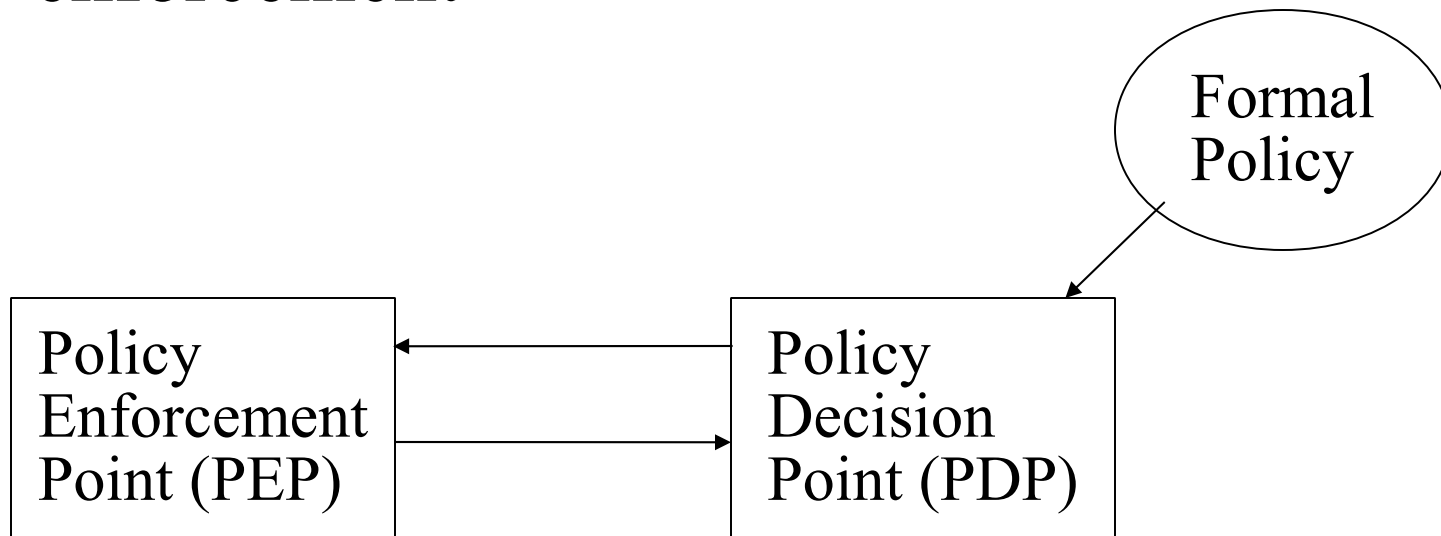 Formal
Policy
Policy
Enforcement
Point (PEP)
Policy
Decision
Point (PDP)